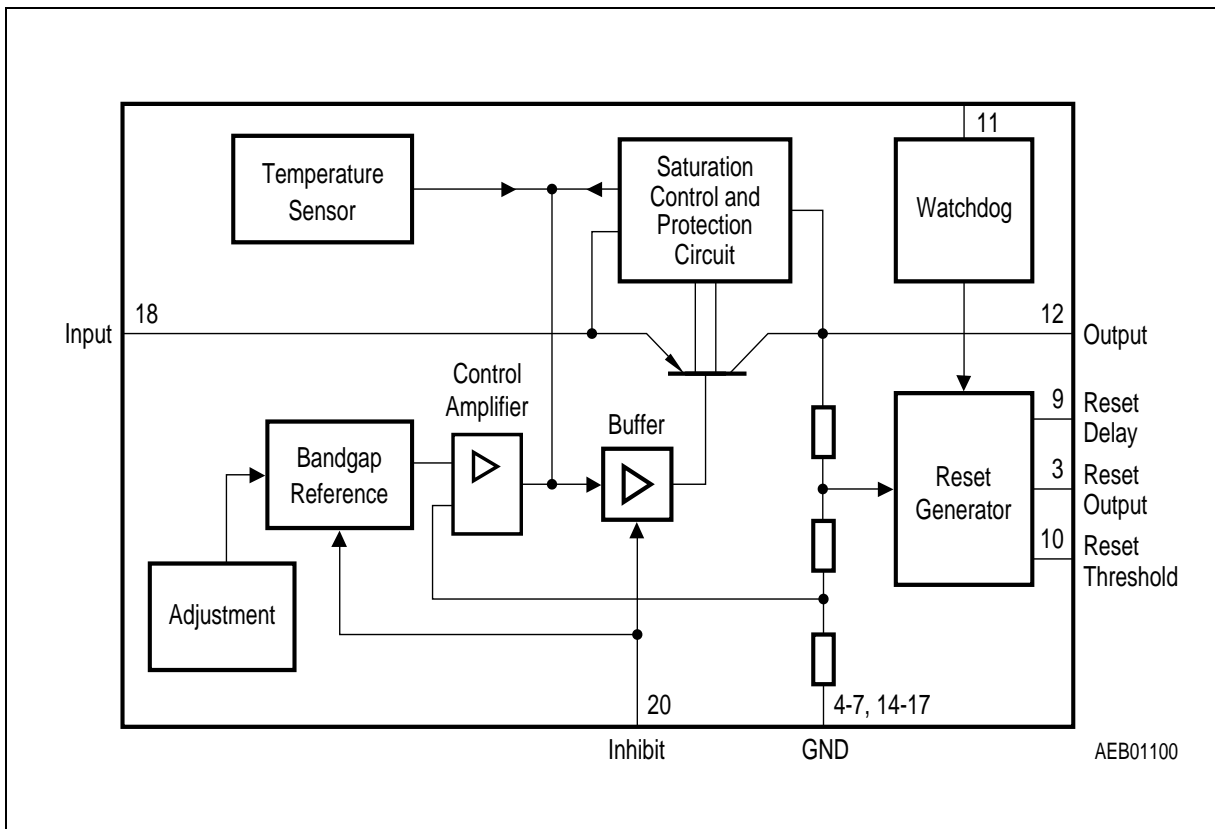 11
Temperature
Sensor
Saturation
Control and
Protection
Circuit
Watchdog
Input
18
12
Output
Control
Amplifier
Buffer
Bandgap
Reference
Adjustment
Reset
Generator
9
Reset
Delay
3
Reset
Output
10
Reset
Threshold
20
4-7, 14-17
Inhibit
GND
AEB01100